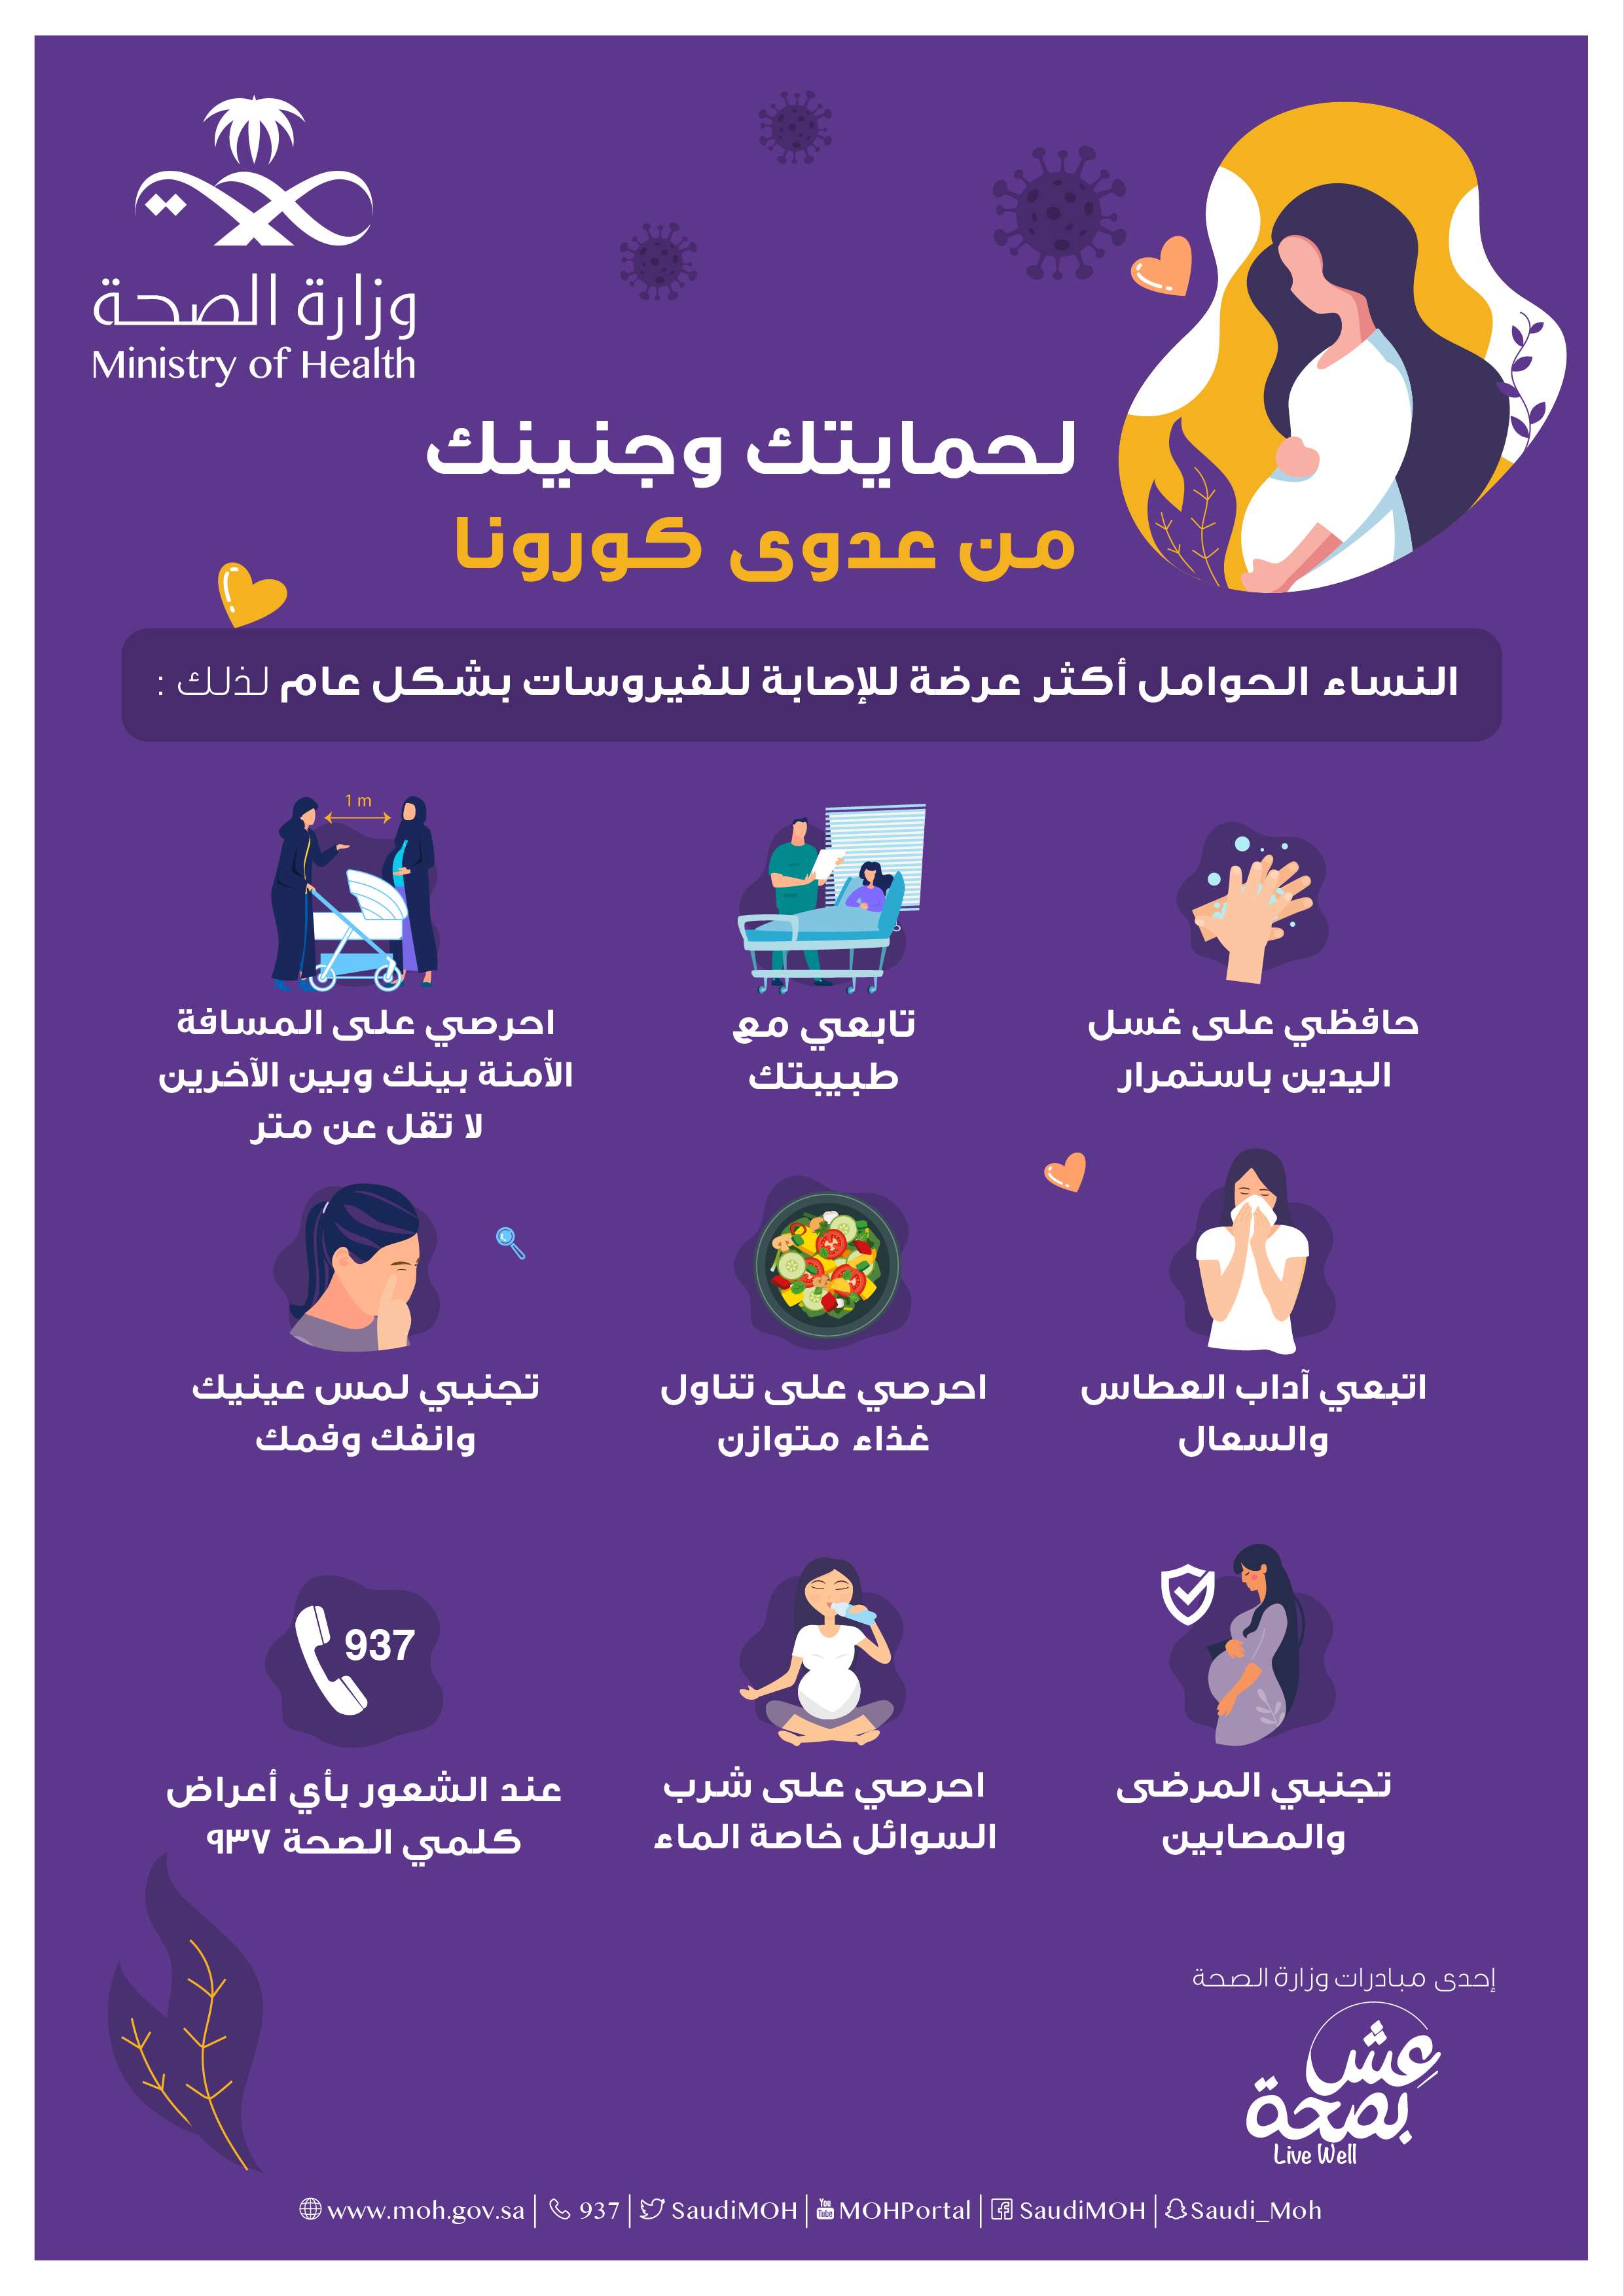 وزارة الصحة
Ministry of Health
لحمايتك وجنينك
من عدوى كورونا
النساء الحوامل أكثر عرضة للإصابة للفيروسات بشكل عام لذلك :
حافظي على غسل
اليدين باستمرار
تابعي مع
طبيبتك
1 m
احرصي على المسافة
الآمنة بينك وبين الآخرين
لا تقل عن متر
اتبعي آداب العطاس
والسعال
احرصي على تناول
غذاء متوازن
تجنبي لمس عينيك
وانفك وفمك
تجنبي المرضى
والمصابين
احرصي على شرب
السوائل خاصة الماء
937
عند الشعور بأي أعراض
كلمي الصحة ٩٣٧
إحدى مبادرات وزارة الصحة
عش
بصحة
Live Well
www.moh.gov.sa | 937 | SaudiMOH | You Tube MOHPortal | SaudiMOH | Saudi_Moh